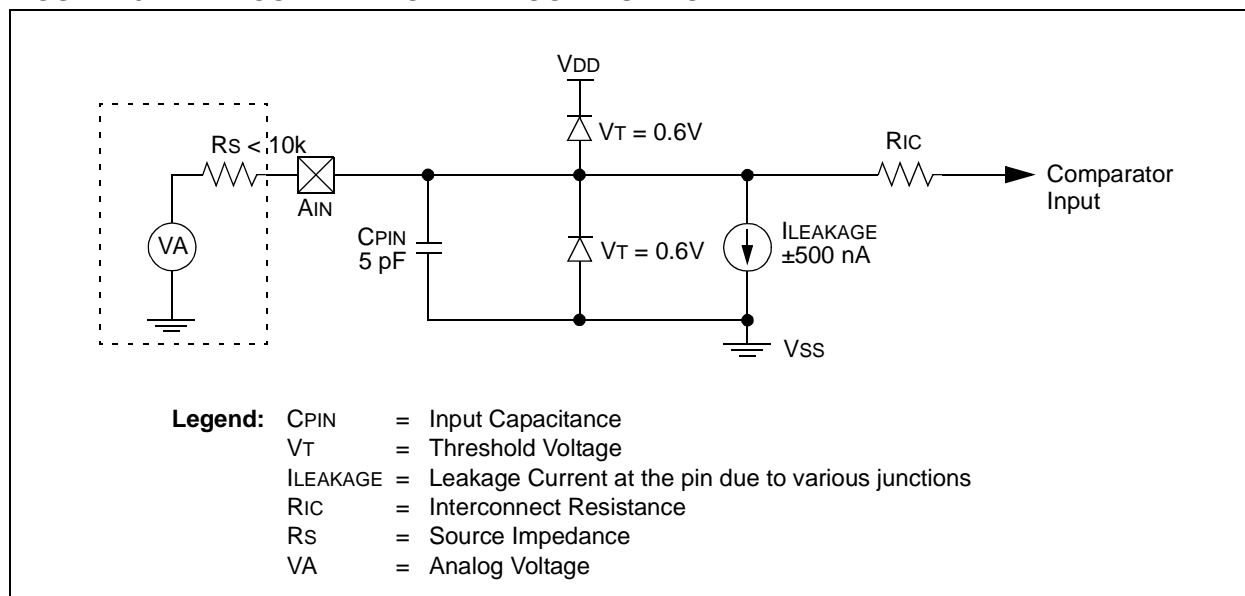 VDD
RS < 10k
VT = 0.6V
RIC
AIN
Comparator
Input
VA
CPIN
5 pF
VT = 0.6V
ILEAKAGE
±500 nA
VSS
Legend: CPIN = Input Capacitance
VT = Threshold Voltage
ILEAKAGE = Leakage Current at the pin due to various junctions
RIC = Interconnect Resistance
RS = Source Impedance
VA = Analog Voltage